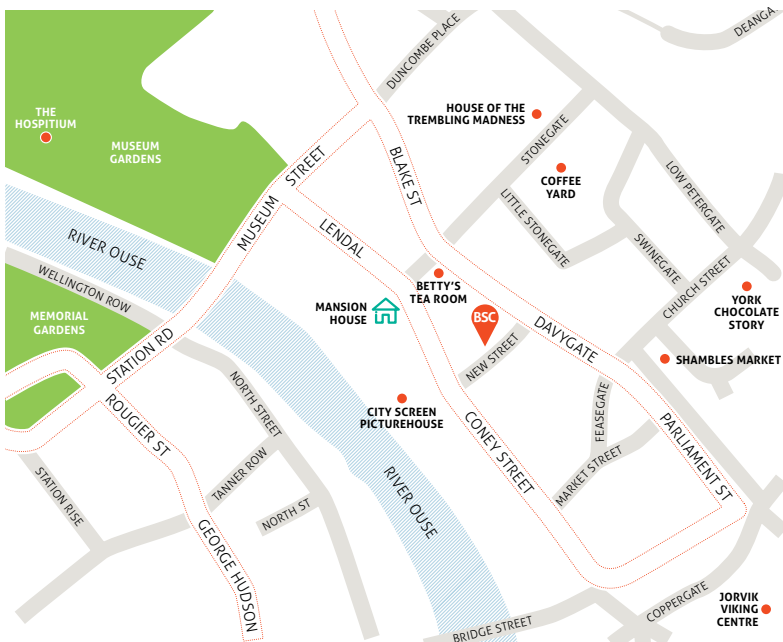 DEANGA
DUNCOMBE PLACE
THE
HOSPITIUM
MUSEUM
GARDENS
HOUSE OF THE
TREMBLING MADNESS
STONEGATE
BLAKE ST
COFFEE
YARD
LOW PETERGATE
MUSEUM STREET
LENDAL
LITTLE STONEGATE
SWINEGATE
RIVER OUSE
WELLINGTON ROW
CHURCH STREET
BETTY'S
TEA ROOM
MANSION
HOUSE
BSC
YORK
CHOCOLATE
STORY
MEMORIAL
GARDENS
STATION RD
DAVYGATE
NEW STREET
SHAMBLES MARKET
NORTH STREET
ROUGIER ST
CITY SCREEN
PICTUREHOUSE
CONEY STREET
FEASEGATE
PARLIAMENT ST
MARKET STREET
STATION RISE
TANNER ROW
RIVER OUSE
NORTH ST
GEORGE HUDSON
COPPERGATE
BRIDGE STREET
JORVIK
VIKING
CENTRE